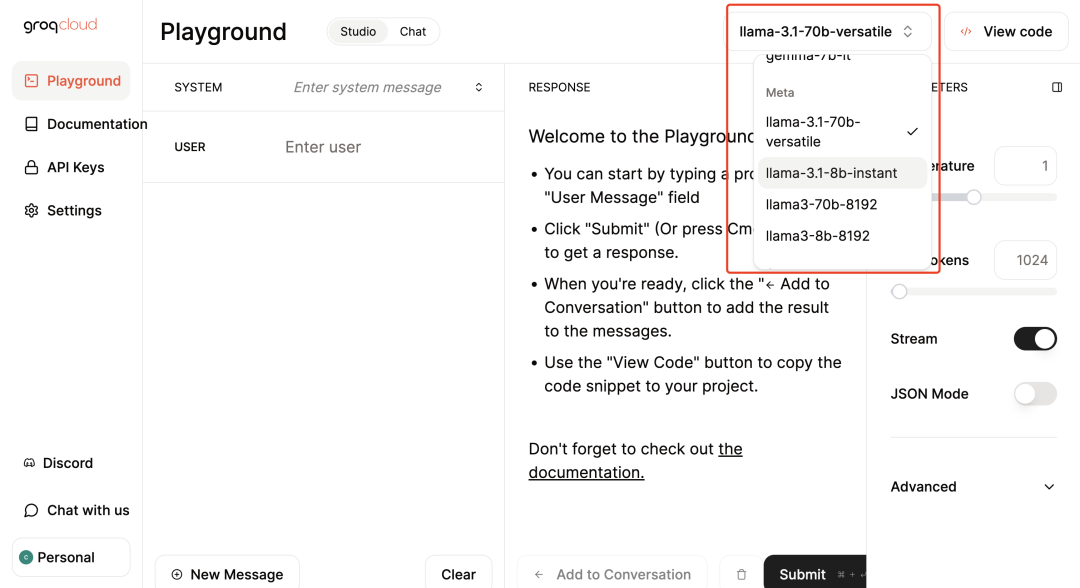 groqcloud
Playground
Documentation
API Keys
Settings
Discord
Chat with us
C
Personal
Playground
Studio
Chat
llama-3.1-70b-versatile
View code
SYSTEM
Enter system message
USER
Enter user
New Message
Clear
RESPONSE
Welcome to the Playground
• You can start by typing a pro
"User Message" field
• Click "Submit" (Or press Cm
to get a response.
• When you're ready, click the "← Add to
Conversation" button to add the result
to the messages.
• Use the "View Code" button to copy the
code snippet to your project.
Don't forget to check out the
documentation.
← Add to Conversation
Submit ⌘ + ↵
gemma-7b-it
Meta
llama-3.1-70b-
versatile
llama-3.1-8b-instant
llama3-70b-8192
llama3-8b-8192
ETERS
erature
1
okens
1024
Stream
JSON Mode
Advanced